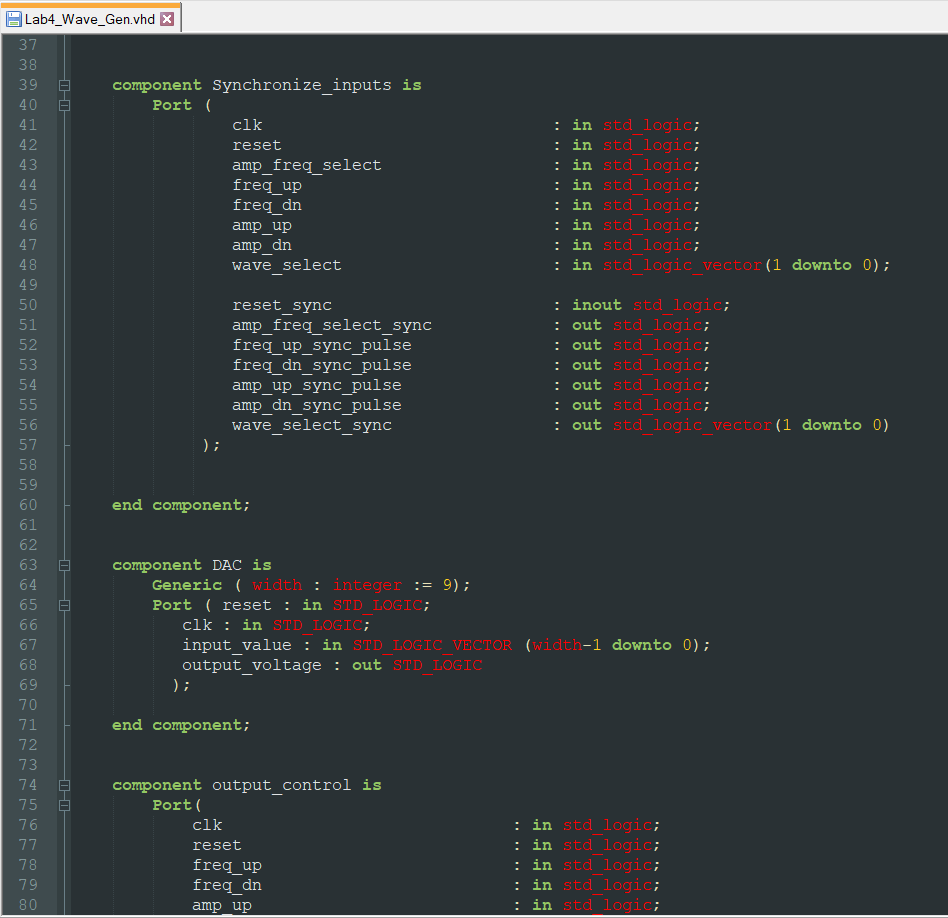 Lab4_Wave_Gen.vhd
37
38
39 component Synchronize_inputs is
40 Port (
41 clk : in std_logic;
42 reset : in std_logic;
43 amp_freq_select : in std_logic;
44 freq_up : in std_logic;
45 freq_dn : in std_logic;
46 amp_up : in std_logic;
47 amp_dn : in std_logic;
48 wave_select : in std_logic_vector(1 downto 0);
49
50 reset_sync : inout std_logic;
51 amp_freq_select_sync : out std_logic;
52 freq_up_sync_pulse : out std_logic;
53 freq_dn_sync_pulse : out std_logic;
54 amp_up_sync_pulse : out std_logic;
55 amp_dn_sync_pulse : out std_logic;
56 wave_select_sync : out std_logic_vector(1 downto 0)
57 );
58
59
60 end component;
61
62
63 component DAC is
64 Generic ( width : integer := 9);
65 Port ( reset : in STD_LOGIC;
66 clk : in STD_LOGIC;
67 input_value : in STD_LOGIC_VECTOR (width-1 downto 0);
68 output_voltage : out STD_LOGIC
69 );
70
71 end component;
72
73
74 component output_control is
75 Port(
76 clk : in std_logic;
77 reset : in std_logic;
78 freq_up : in std_logic;
79 freq_dn : in std_logic;
80 amp_up : in std_logic;